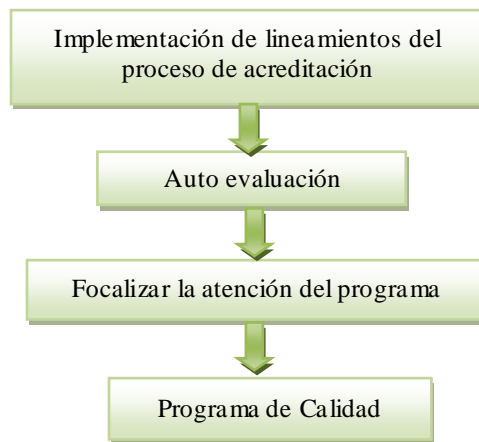 Implementación de lineamientos del
proceso de acreditación
Auto evaluación
Focalizar la atención del programa
Programa de Calidad